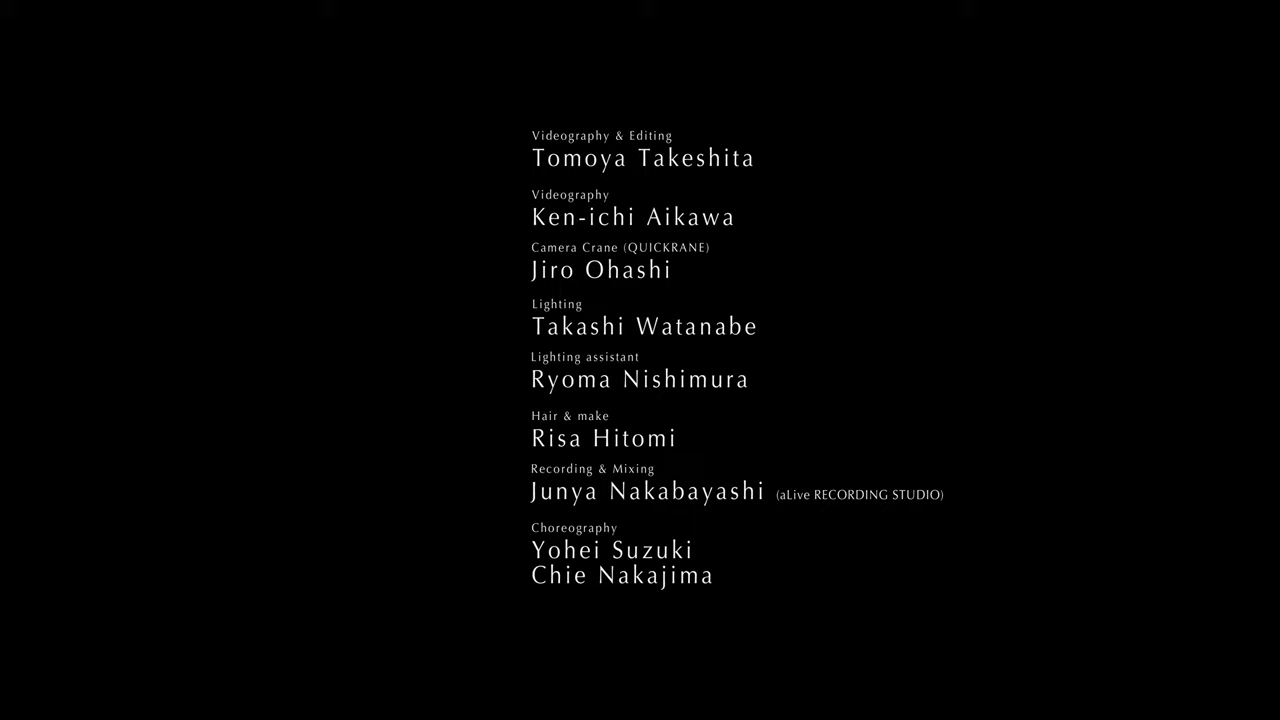 Videography & Editing
Tomoya Takeshita
Videography
Ken-ichi Aikawa
Camera Crane (QUICKRANE)
Jiro Ohashi
Lighting
Takashi Watanabe
Lighting assistant
Ryoma Nishimura
Hair & make
Risa Hitomi
Recording & Mixing
Junya Nakabayashi (aLive RECORDING STUDIO)
Choreography
Yohei Suzuki
Chie Nakajima